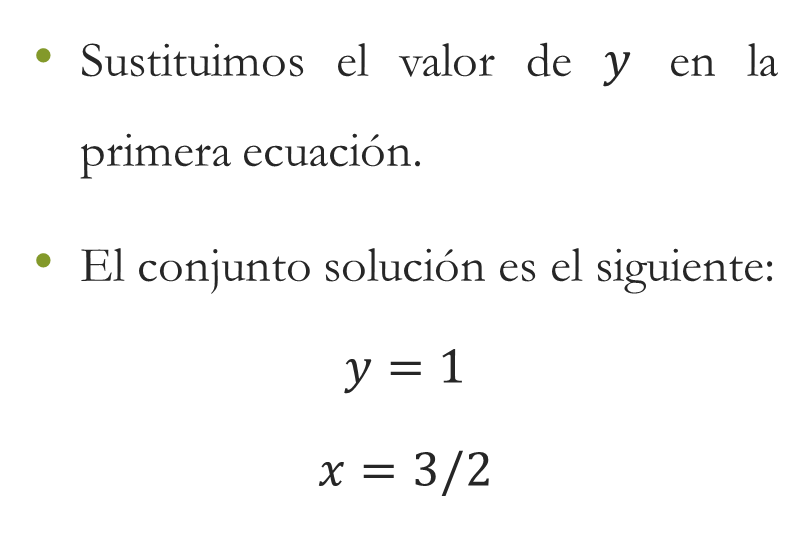 • Sustituimos el valor de y en la
primera ecuación.
• El conjunto solución es el siguiente:
y = 1
x = 3/2